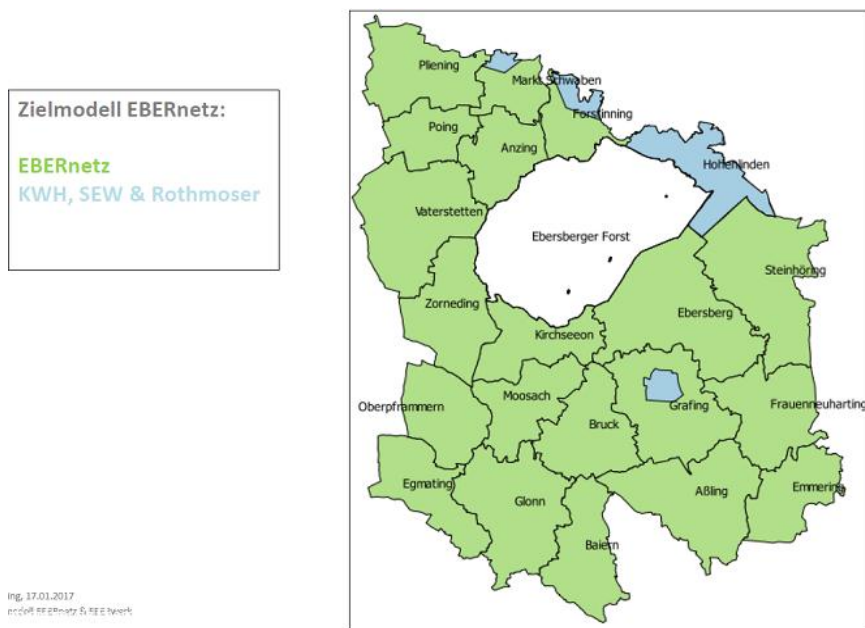 Zielmodell EBERnetz:
EBERnetz
KWH, SEW & Rothmoser
Pliening
Markt Schwaben
Forstinning
Poing
Anzing
Hohenlinden
Vaterstetten
Ebersberger Forst
Steinhöring
Zorneding
Ebersberg
Kirchseeon
Moosach
Oberpframmern
Grafing
Frauenneuharting
Bruck
Egmating
Glonn
Aßling
Emmering
Baiern
ing, 17.01.2017